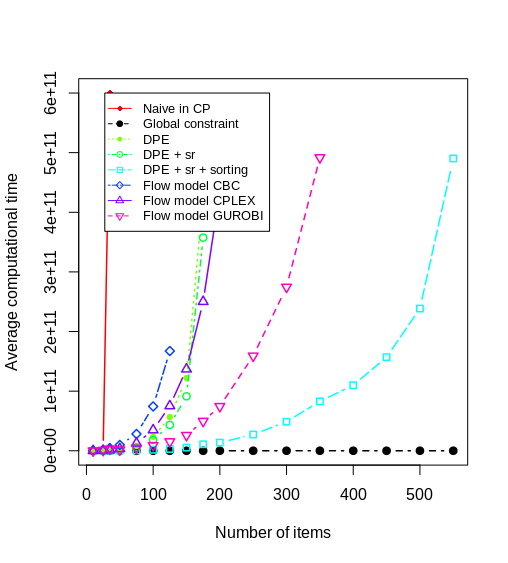 6e+11
5e+11
4e+11
3e+11
2e+11
1e+11
0e+00
Average computational time
Naive in CP
Global constraint
DPE
DPE + sr
DPE + sr + sorting
Flow model CBC
Flow model CPLEX
Flow model GUROBI
0 100 200 300 400 500
Number of items